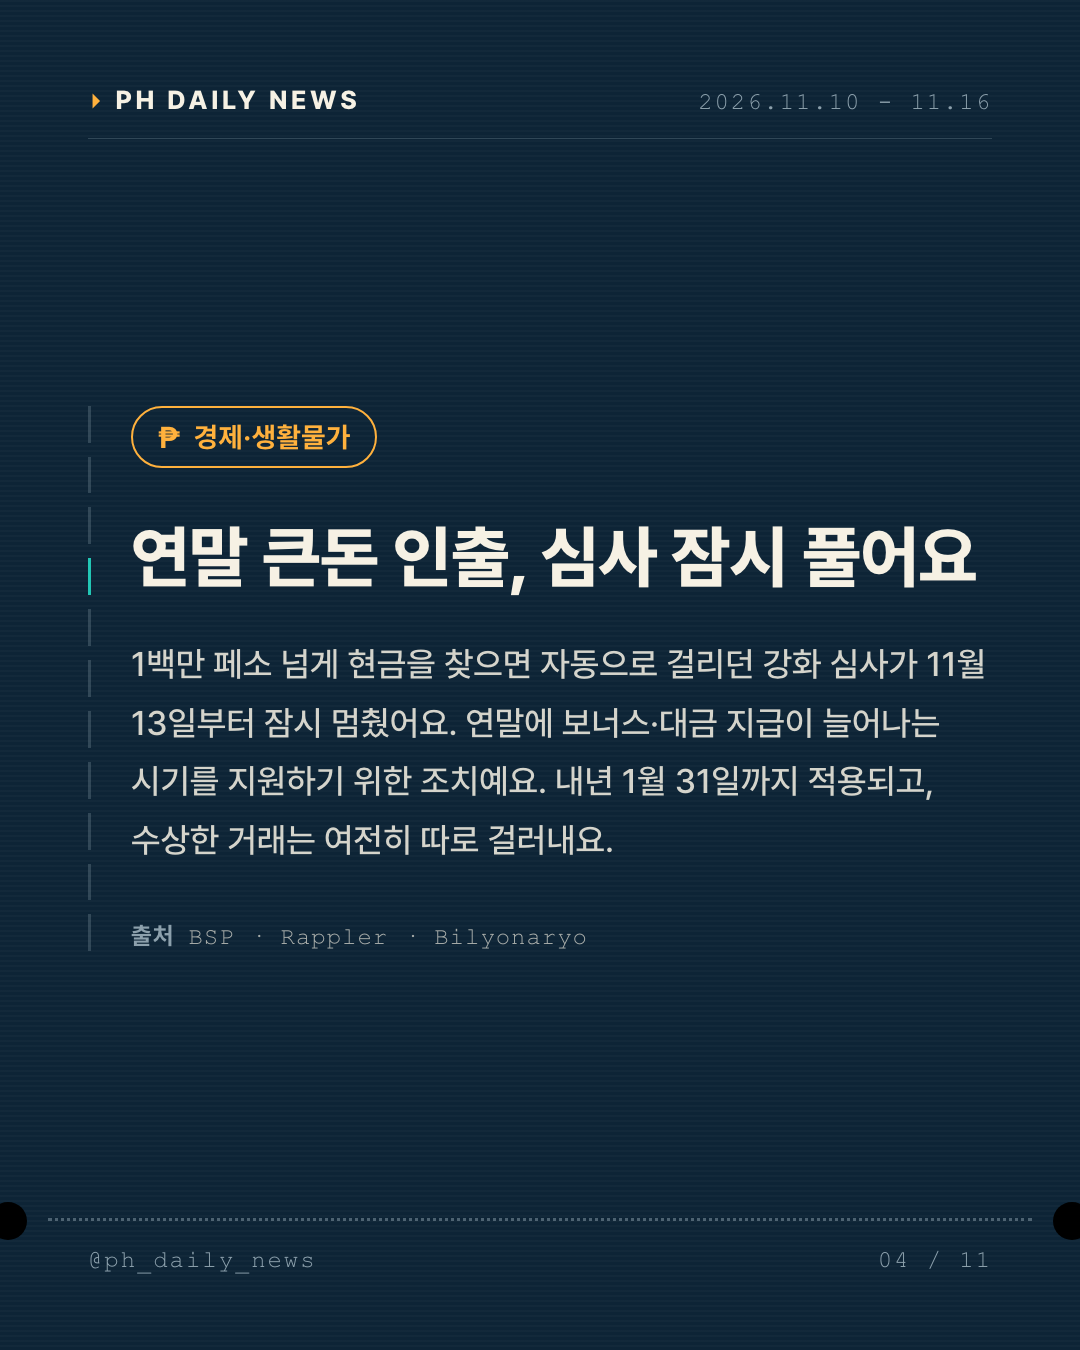 PH DAILY NEWS
2026.11.10 - 11.16
₱ 경제·생활물가
연말 큰돈 인출, 심사 잠시 풀어요
1백만 페소 넘게 현금을 찾으면 자동으로 걸리던 강화 심사가 11월
13일부터 잠시 멈췄어요. 연말에 보너스·대금 지급이 늘어나는
시기를 지원하기 위한 조치예요. 내년 1월 31일까지 적용되고,
수상한 거래는 여전히 따로 걸러내요.
출처 BSP · Rappler · Bilyonaryo
@ph_daily_news
04 / 11